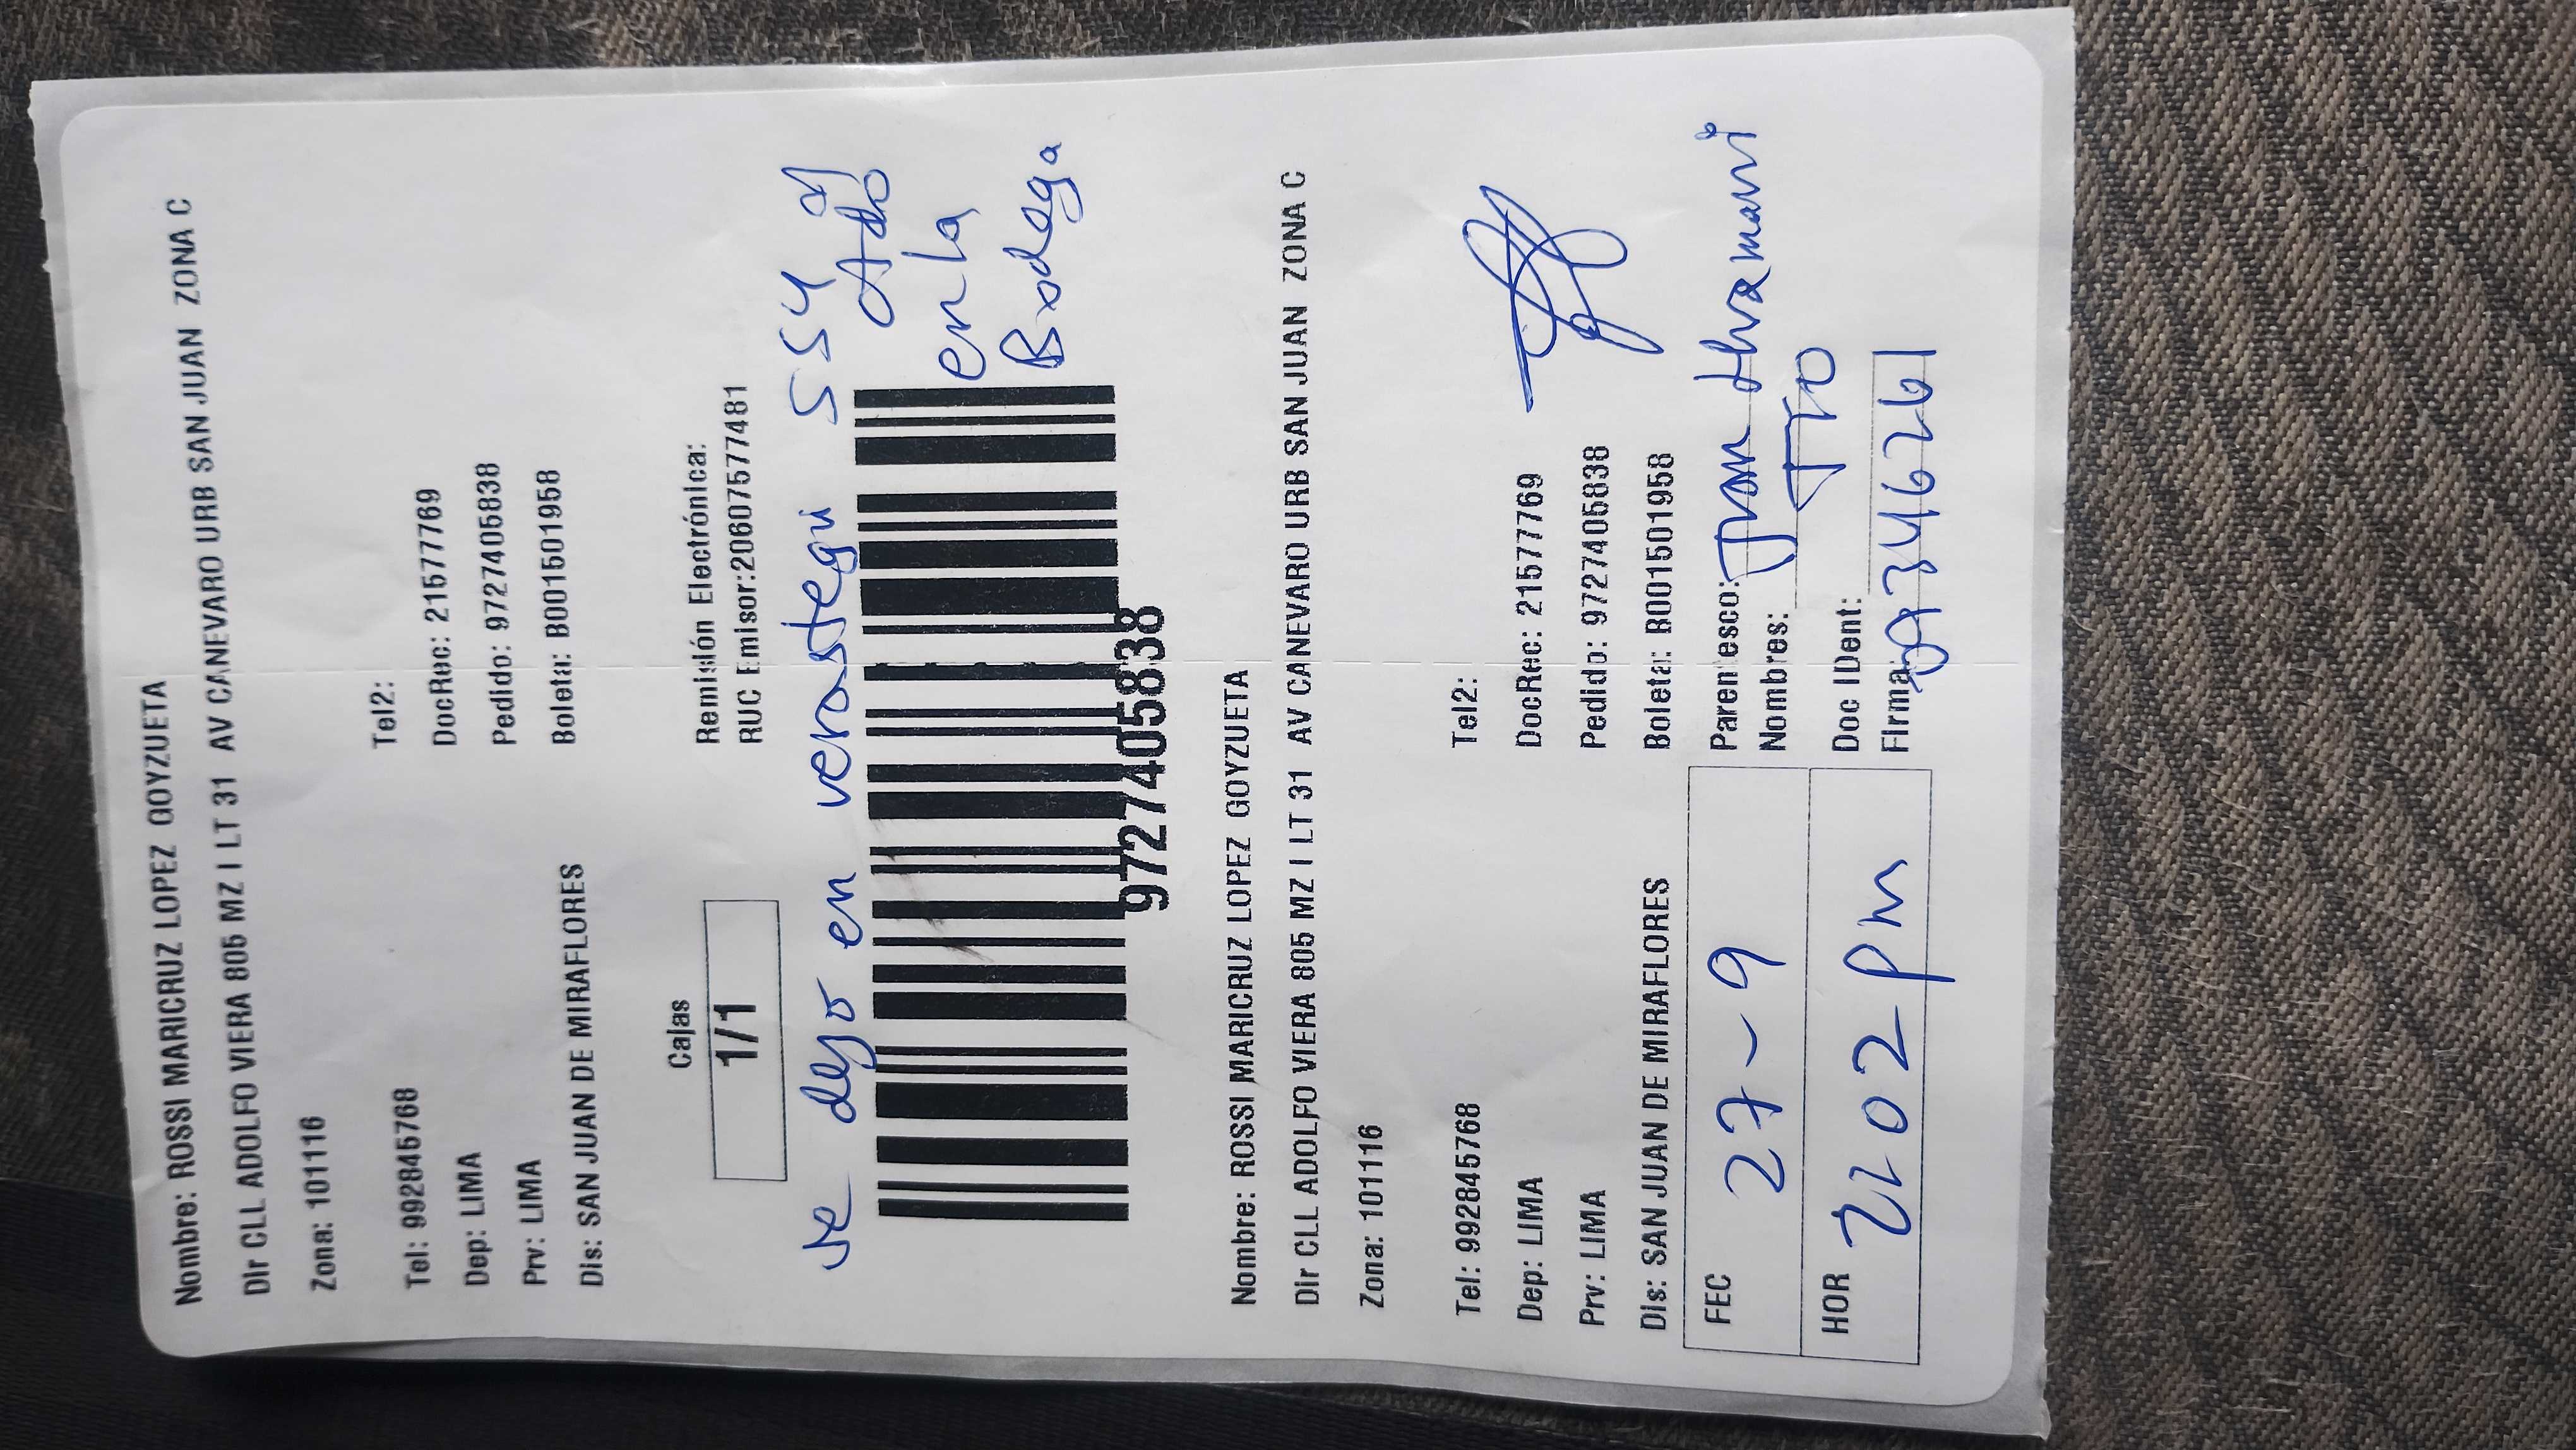 Nombre: ROSSI MARICRUZ LOPEZ GOYZUETA
Dir CLL ADOLFO VIERA 805 MZ I LT 31 AV CANEVARO URB SAN JUAN ZONA C
Zona: 101116
Tel: 992845768 Tel2:
Dep: LIMA DocRec: 21577769
Prv: LIMA Pedido: 9727405838
Dis: SAN JUAN DE MIRAFLORES Boleta: B001501958
Cajas Remisión Electrónica:
1/1 RUC Emisor:20607577481
se dejo en verastegui 554
Al
en la
Bodega
9727405838
Nombre: ROSSI MARICRUZ LOPEZ GOYZUETA
Dir CLL ADOLFO VIERA 805 MZ I LT 31 AV CANEVARO URB SAN JUAN ZONA C
Zona: 101116
Tel: 992845768 Tel2:
Dep: LIMA DocRec: 21577769
Prv: LIMA Pedido: 9727405838
Dis: SAN JUAN DE MIRAFLORES Boleta: B001501958
FEC 27-9 Parentesco: Juan
Nombres: TIO
HOR 2:02 pm Doc IDent:
Firma: